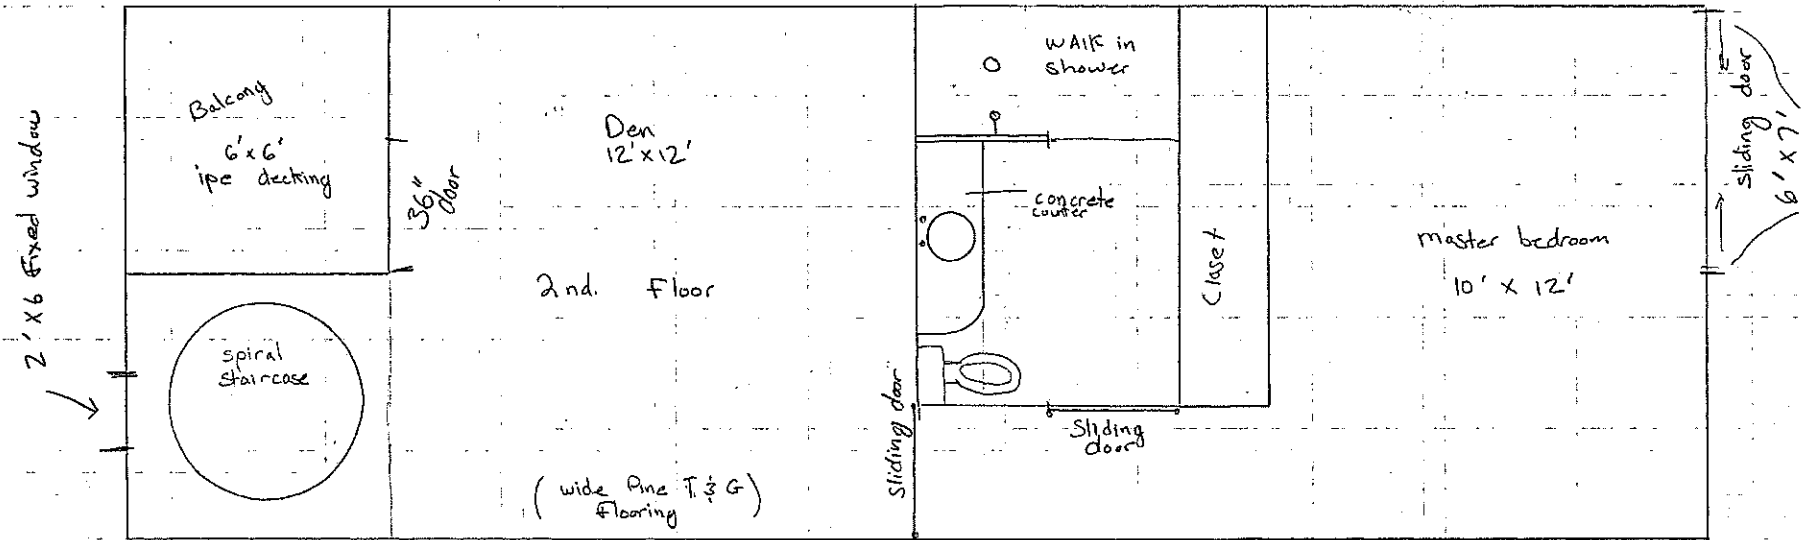 2' x 6 fixed window
Balcony
6' x 6'
ipe decking
36"
door
Den
12' x 12'
2nd. Floor
spiral
staircase
( wide Pine T. & G )
flooring
WAlK in
shower
concrete
counter
Closet
Sliding door
Sliding
door
master bedroom
10' x 12'
sliding door
6' x 7'